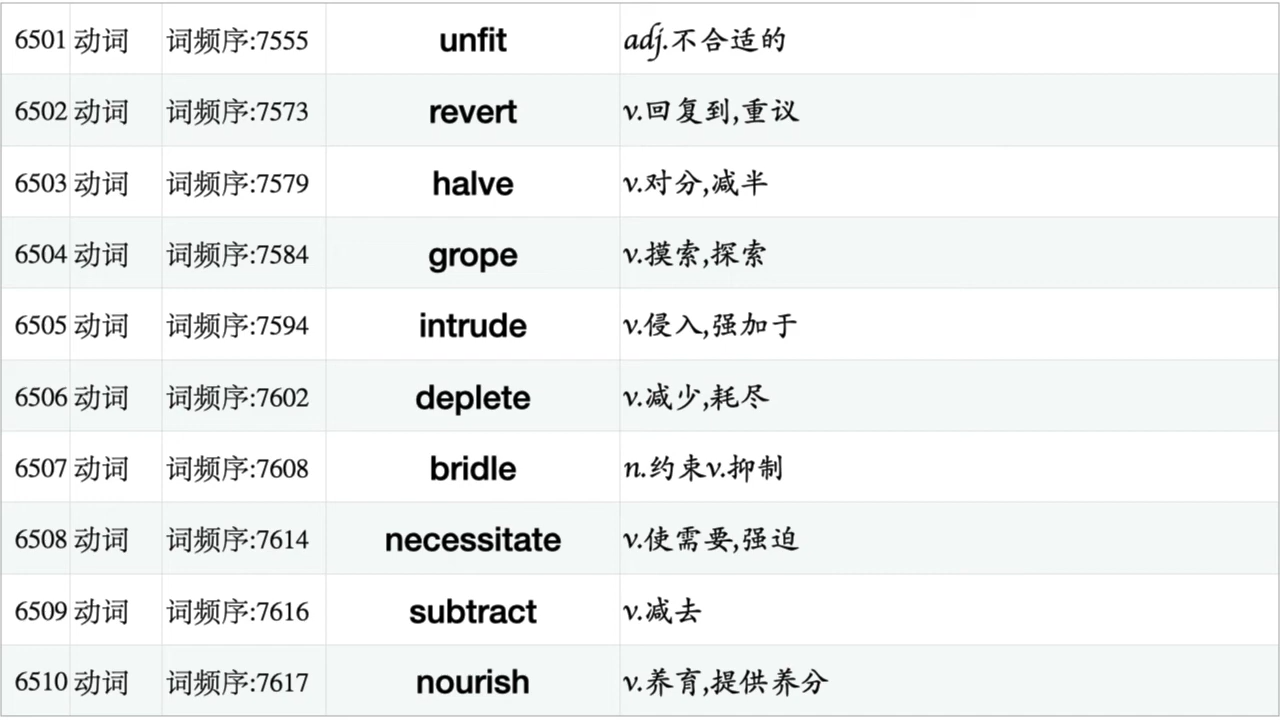 6501 动词 词频序:7555 unfit adj.不合适的
6502 动词 词频序:7573 revert v.回复到,重议
6503 动词 词频序:7579 halve v.对分,减半
6504 动词 词频序:7584 grope v.摸索,探索
6505 动词 词频序:7594 intrude v.侵入,强加于
6506 动词 词频序:7602 deplete v.减少,耗尽
6507 动词 词频序:7608 bridle n.约束v.抑制
6508 动词 词频序:7614 necessitate v.使需要,强迫
6509 动词 词频序:7616 subtract v.减去
6510 动词 词频序:7617 nourish v.养育,提供养分